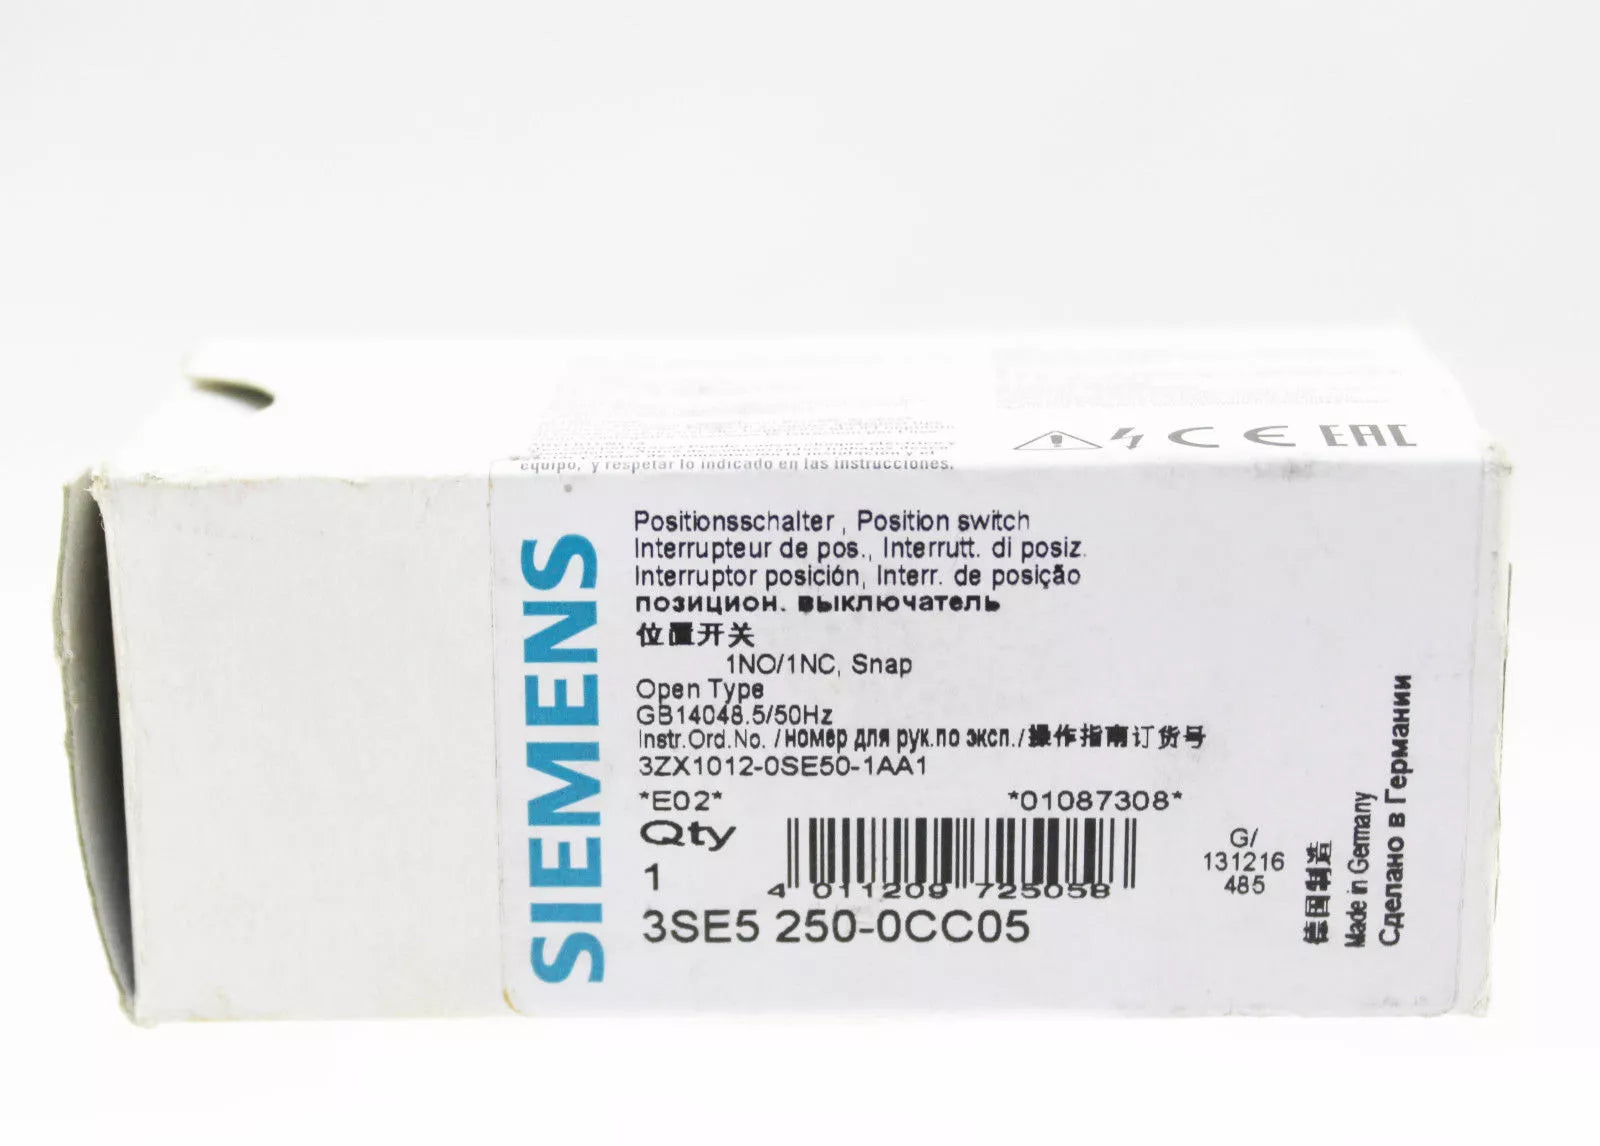 equipo, y respetar lo indicado en las instrucciones.
CE EAC
SIEMENS
Positionsschalter , Position switch
Interrupteur de pos., Interrutt. di posiz.
Interruptor posición, Interr. de posição
позицион. выключатель
位置开关
1NO/1NC, Snap
Open Type
GB14048.5/50Hz
Instr.Ord.No. /номер для рук.по эксп./操作指南订货号
3ZX1012-0SE50-1AA1
*E02* *01087308*
Qty
1
4 011209 725058
3SE5 250-0CC05
G/
131216
485
德国制造
Made in Germany
Сделано в Германии